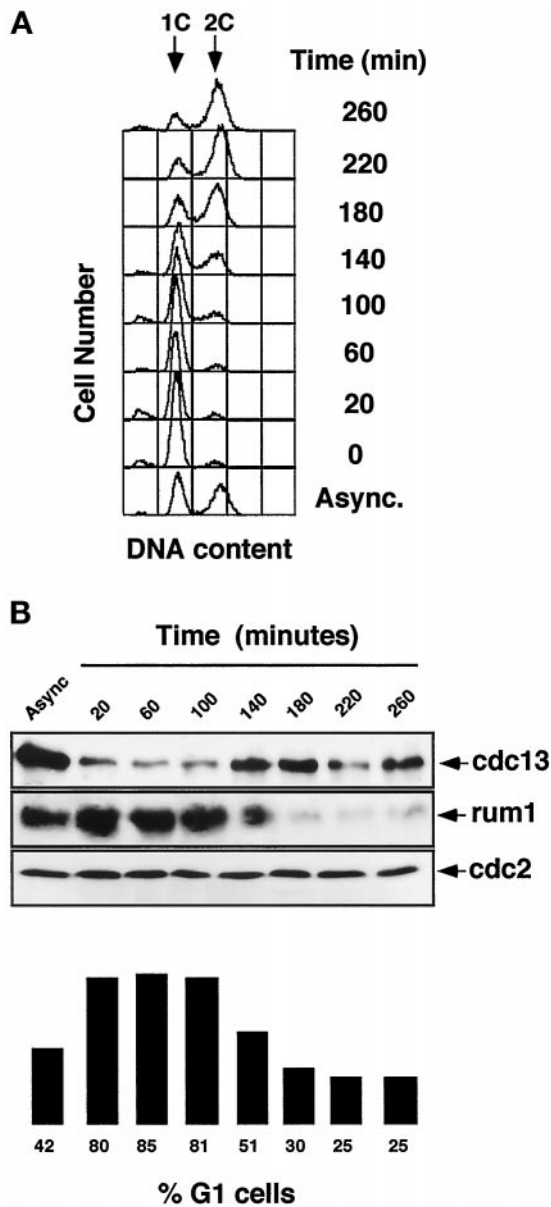 A
1C 2C
Time (min)
260
220
180
140
100
60
20
0
Async.
Cell Number
DNA content
B
Time (minutes)
Async 20 60 100 140 180 220 260
cdc13
rum1
cdc2
42 80 85 81 51 30 25 25
% G1 cells